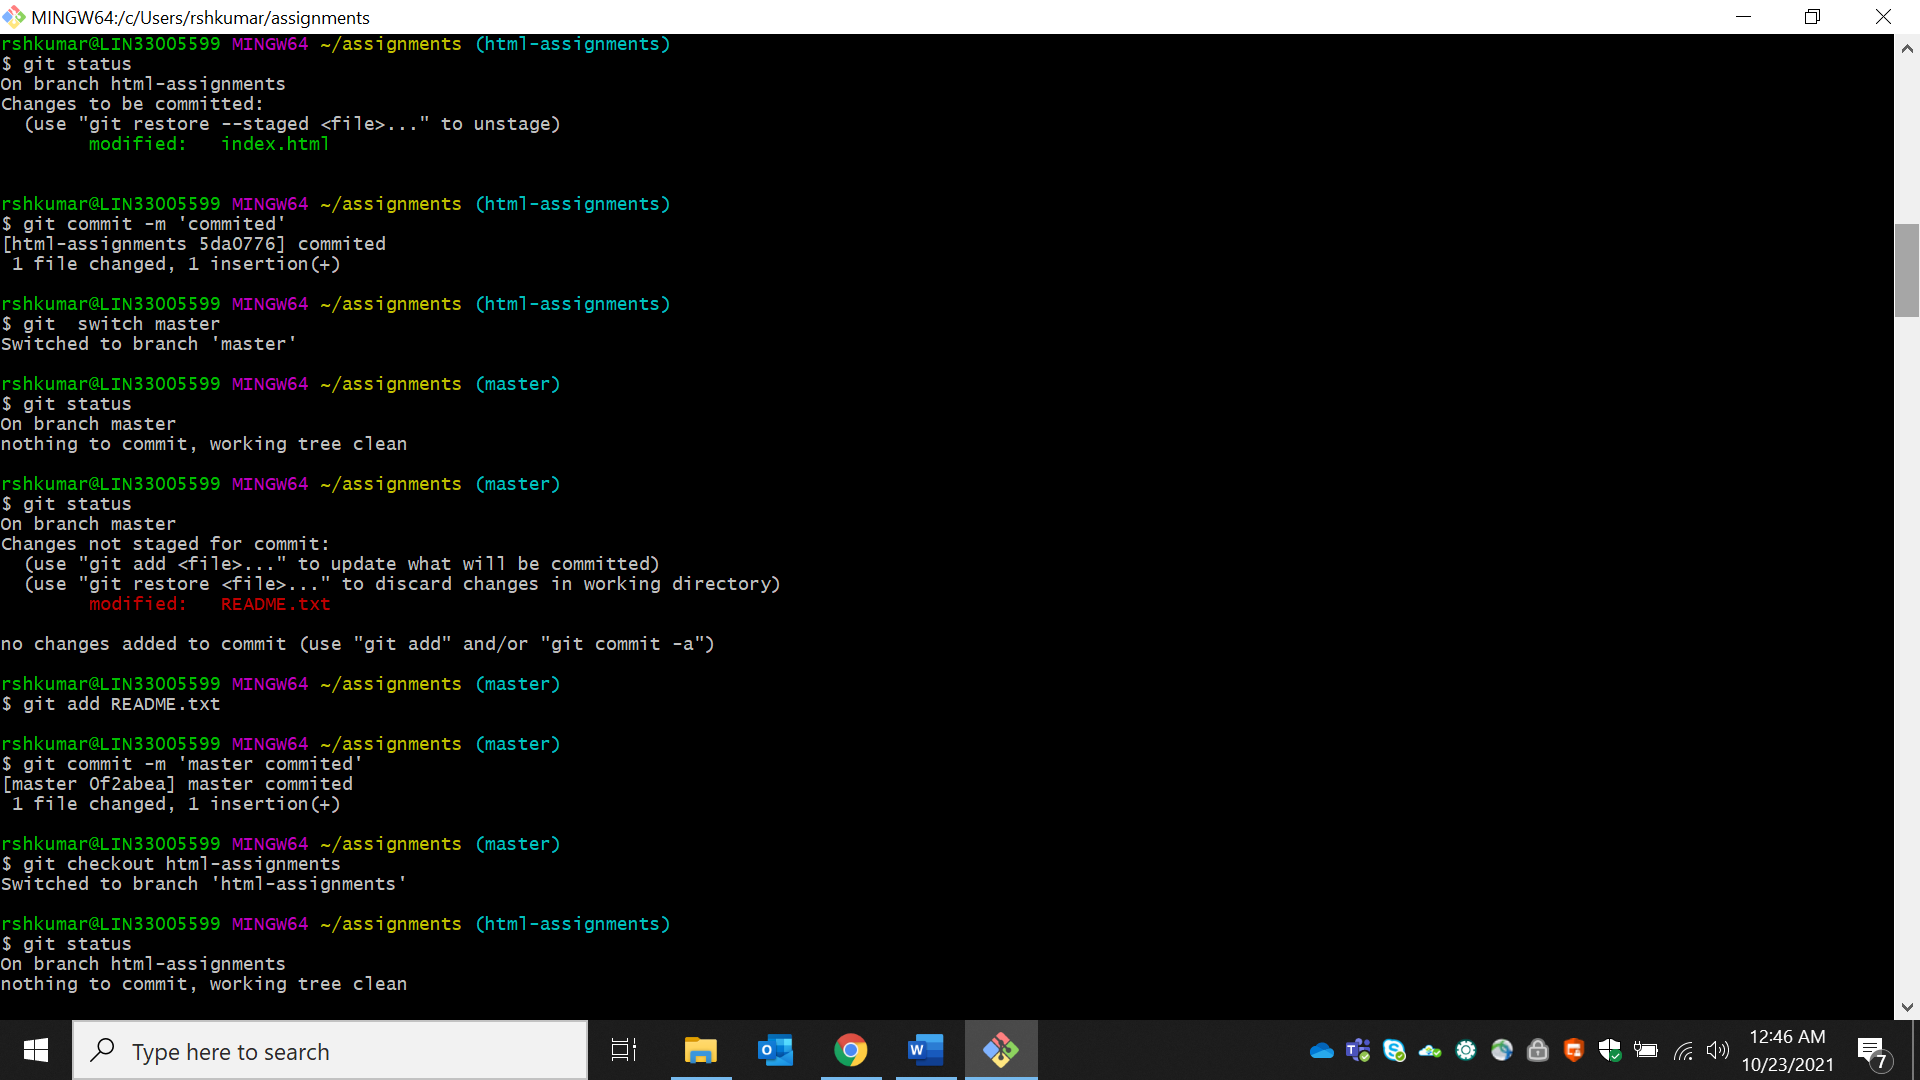 MINGW64:/c/Users/rshkumar/assignments
rshkumar@LIN33005599 MINGW64 ~/assignments (html-assignments)
$ git status
On branch html-assignments
Changes to be committed:
  (use "git restore --staged <file>..." to unstage)
        modified:   index.html
rshkumar@LIN33005599 MINGW64 ~/assignments (html-assignments)
$ git commit -m 'commited'
[html-assignments 5da0776] commited
 1 file changed, 1 insertion(+)
rshkumar@LIN33005599 MINGW64 ~/assignments (html-assignments)
$ git  switch master
Switched to branch 'master'
rshkumar@LIN33005599 MINGW64 ~/assignments (master)
$ git status
On branch master
nothing to commit, working tree clean
rshkumar@LIN33005599 MINGW64 ~/assignments (master)
$ git status
On branch master
Changes not staged for commit:
  (use "git add <file>..." to update what will be committed)
  (use "git restore <file>..." to discard changes in working directory)
        modified:   README.txt
no changes added to commit (use "git add" and/or "git commit -a")
rshkumar@LIN33005599 MINGW64 ~/assignments (master)
$ git add README.txt
rshkumar@LIN33005599 MINGW64 ~/assignments (master)
$ git commit -m 'master commited'
[master 0f2abea] master commited
 1 file changed, 1 insertion(+)
rshkumar@LIN33005599 MINGW64 ~/assignments (master)
$ git checkout html-assignments
Switched to branch 'html-assignments'
rshkumar@LIN33005599 MINGW64 ~/assignments (html-assignments)
$ git status
On branch html-assignments
nothing to commit, working tree clean
Type here to search
12:46 AM
10/23/2021
7